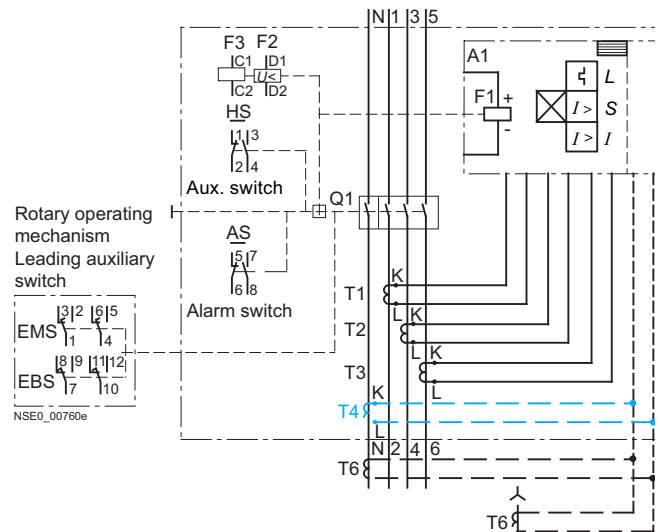 N 1 3 5
F3 F2
C1 D1
U<
C2 D2
A1
F1 +
-
L
I > S
I > I
HS
1 3
2 4
Aux. switch
Q1
Rotary operating
mechanism
Leading auxiliary
switch
AS
5 7
6 8
Alarm switch
K
T1
L K
T2
L K
T3
K L
T4
L
3 2 6 5
EMS
1 4
8 9 11 12
EBS
7 10
NSE0_00760e
N 2 4 6
T6
T6